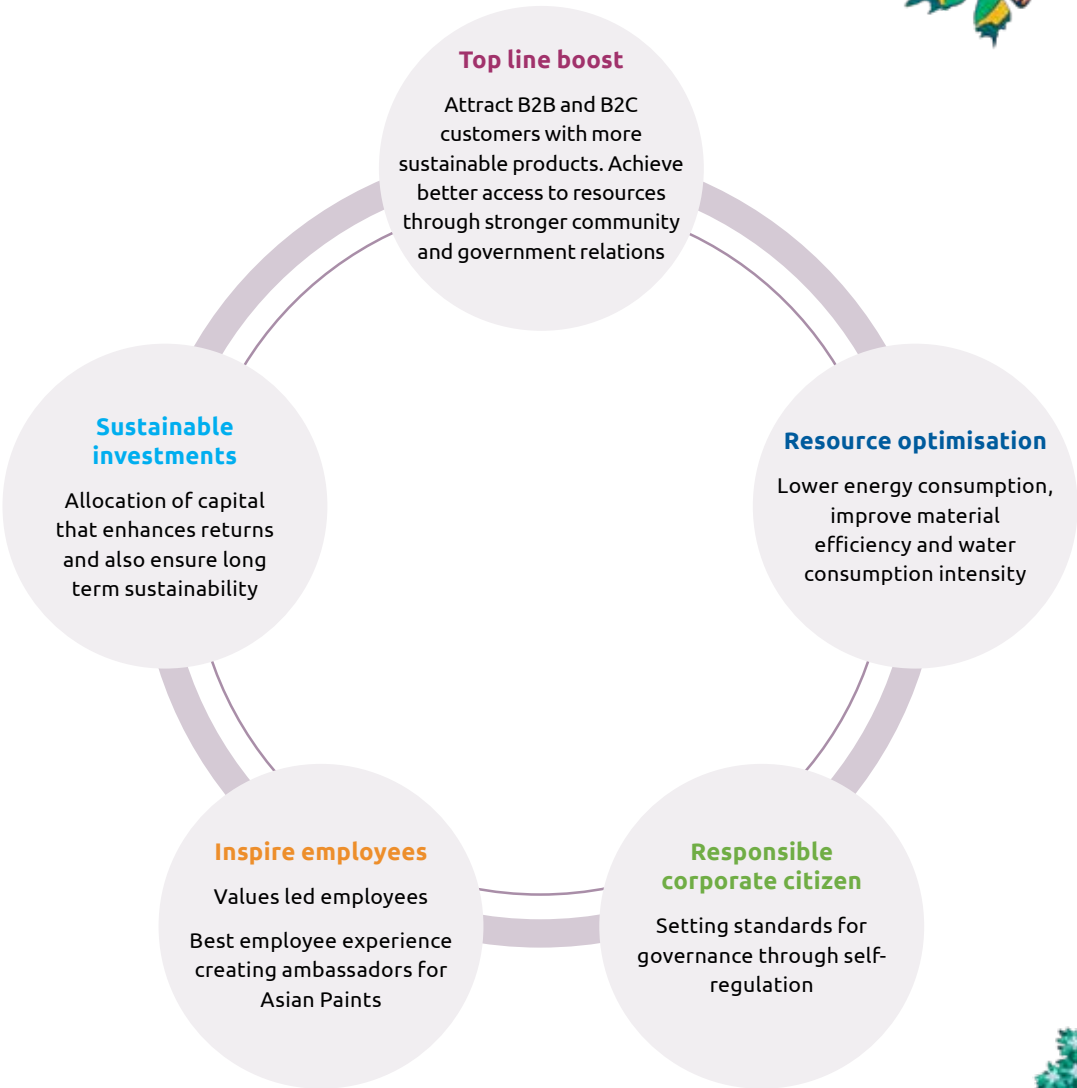 Top line boost
Attract B2B and B2C
customers with more
sustainable products. Achieve
better access to resources
through stronger community
and government relations
Resource optimisation
Lower energy consumption,
improve material
efficiency and water
consumption intensity
Responsible
corporate citizen
Setting standards for
governance through self-
regulation
Inspire employees
Values led employees
Best employee experience
creating ambassadors for
Asian Paints
Sustainable
investments
Allocation of capital
that enhances returns
and also ensure long
term sustainability